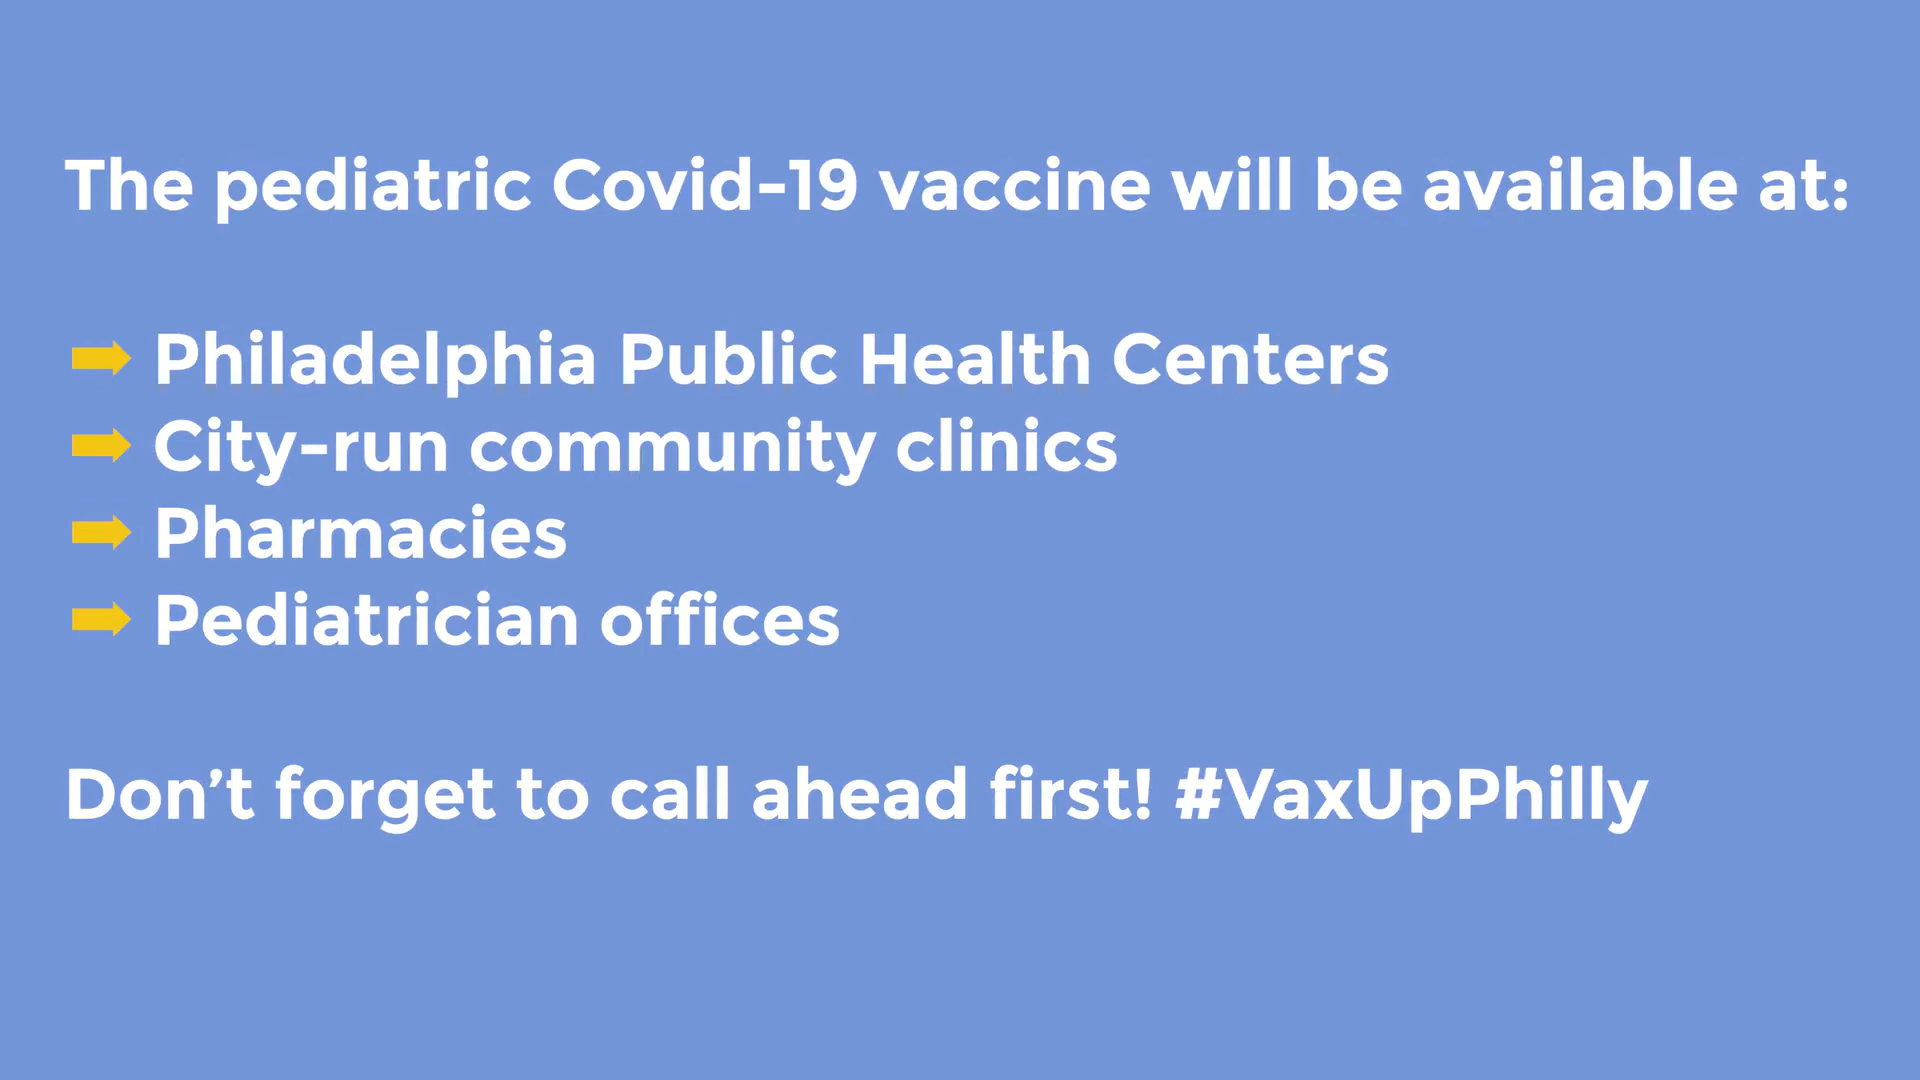 The pediatric Covid-19 vaccine will be available at:
Philadelphia Public Health Centers
City-run community clinics
Pharmacies
Pediatrician offices
Don’t forget to call ahead first! #VaxUpPhilly